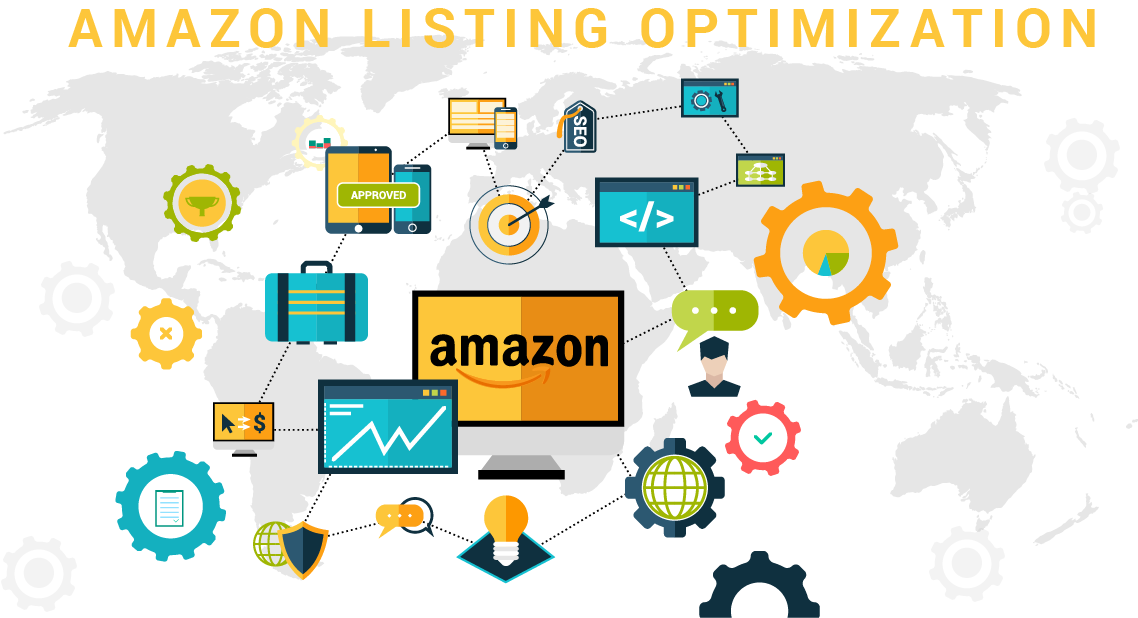 AMAZON LISTING OPTIMIZATION
SEO
APPROVED
</>
amazon
$